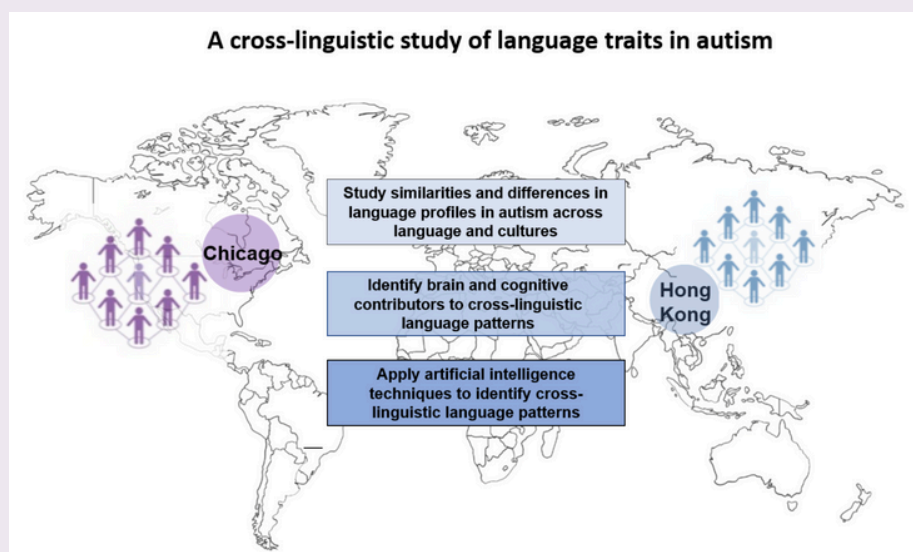 A cross-linguistic study of language traits in autism
Study similarities and differences in
language profiles in autism across
language and cultures
Chicago
Identify brain and cognitive
contributors to cross-linguistic
language patterns
Hong
Kong
Apply artificial intelligence
techniques to identify cross-
linguistic language patterns